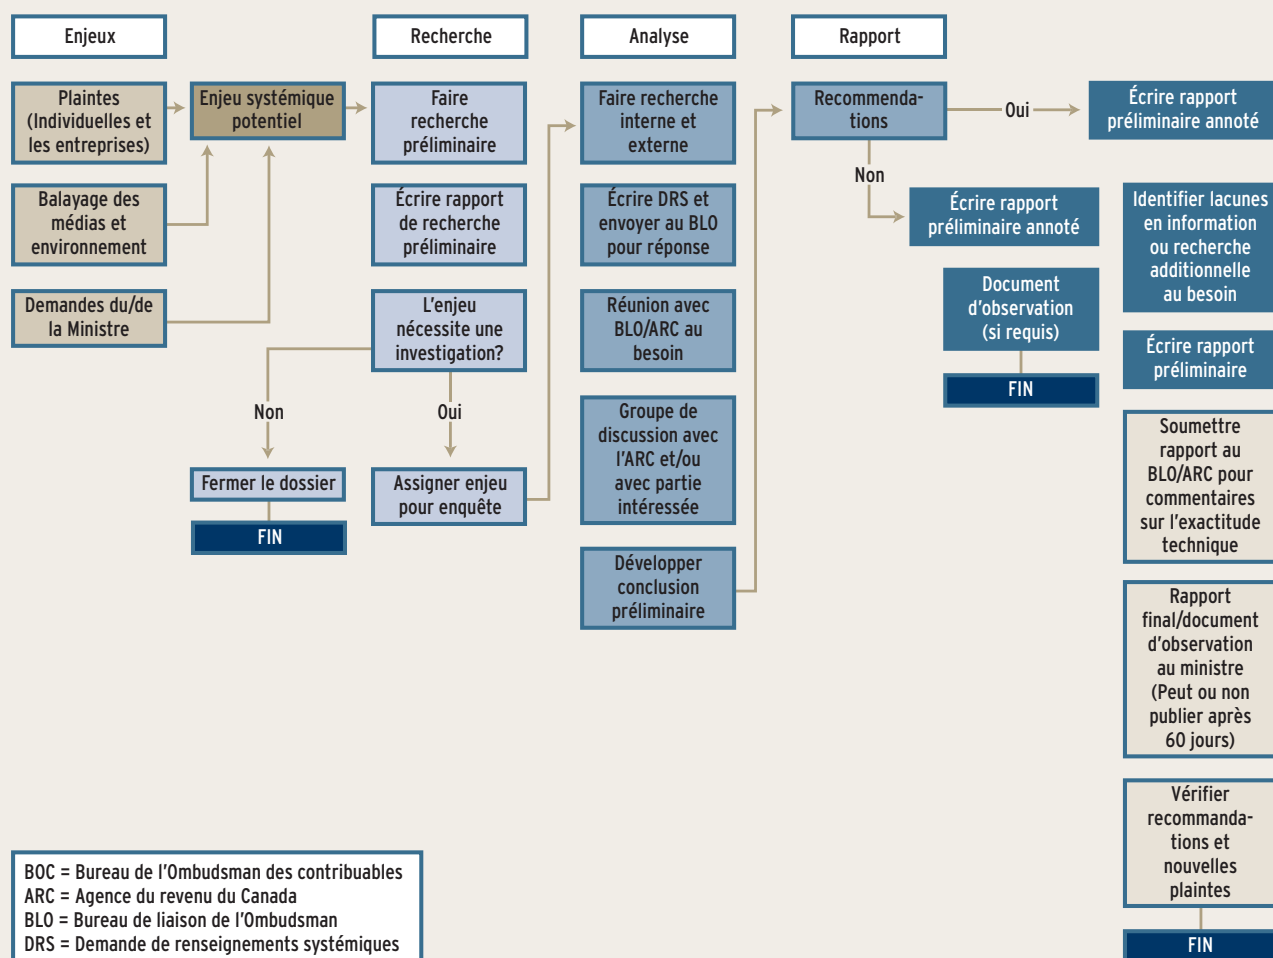 Enjeux
Recherche
Analyse
Rapport
Plaintes
(Individuelles et
les entreprises)
Balayage des
médias et
environnement
Demandes du/de
la Ministre
Enjeu systémique
potentiel
Faire
recherche
préliminaire
Écrire rapport
de recherche
préliminaire
L'enjeu
nécessite une
investigation?
Non
Oui
Fermer le dossier
FIN
Assigner enjeu
pour enquête
Faire recherche
interne et
externe
Écrire DRS et
envoyer au BLO
pour réponse
Réunion avec
BLO/ARC au
besoin
Groupe de
discussion avec
l'ARC et/ou
avec partie
intéressée
Développer
conclusion
préliminaire
Recommenda-
tions
Oui
Non
Écrire rapport
préliminaire annoté
Document
d'observation
(si requis)
FIN
Écrire rapport
préliminaire annoté
Identifier lacunes
en information
ou recherche
additionnelle
au besoin
Écrire rapport
préliminaire
Soumettre
rapport au
BLO/ARC pour
commentaires
sur l'exactitude
technique
Rapport
final/document
d'observation
au ministre
(Peut ou non
publier après
60 jours)
Vérifier
recommanda-
tions et
nouvelles
plaintes
FIN
BOC = Bureau de l'Ombudsman des contribuables
ARC = Agence du revenu du Canada
BLO = Bureau de liaison de l'Ombudsman
DRS = Demande de renseignements systémiques